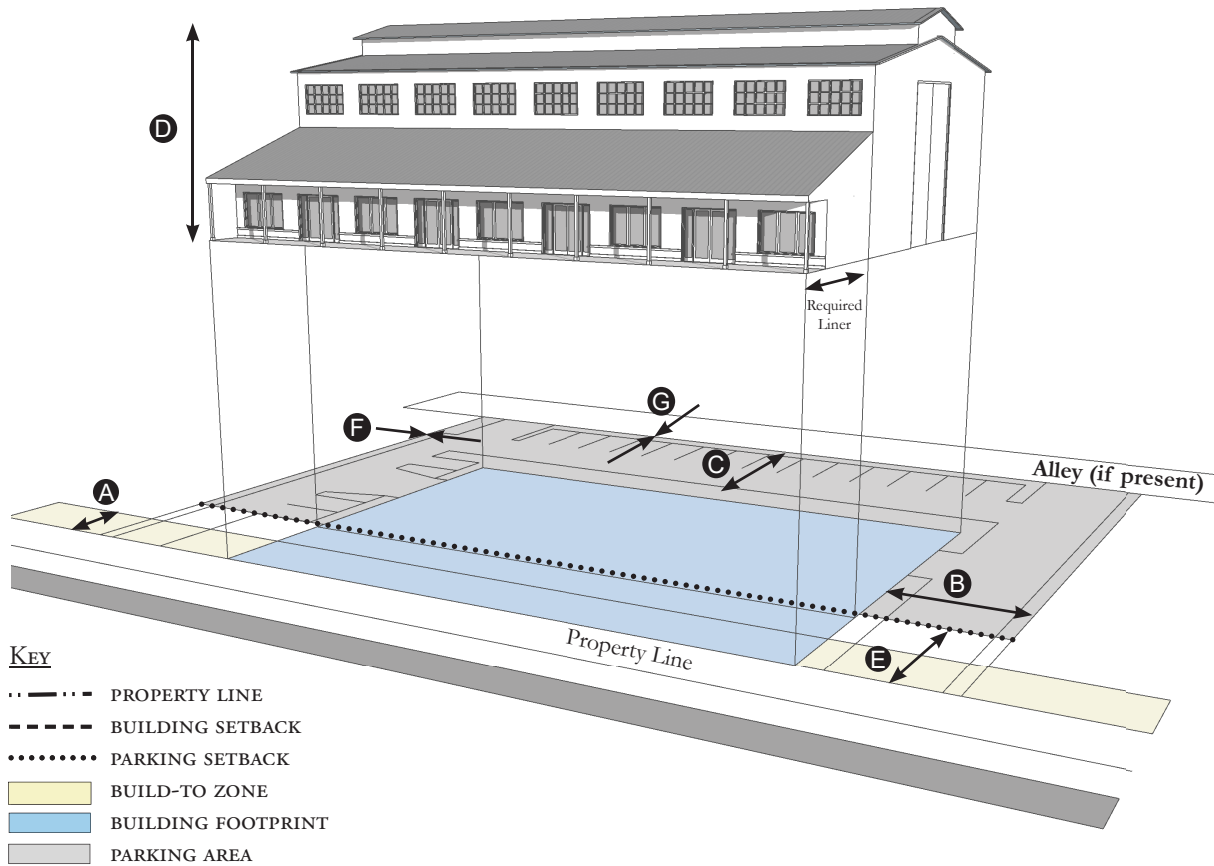 D
Required
Liner
G
F
C
Alley (if present)
A
B
Property Line
E
KEY
PROPERTY LINE
BUILDING SETBACK
PARKING SETBACK
BUILD-TO ZONE
BUILDING FOOTPRINT
PARKING AREA